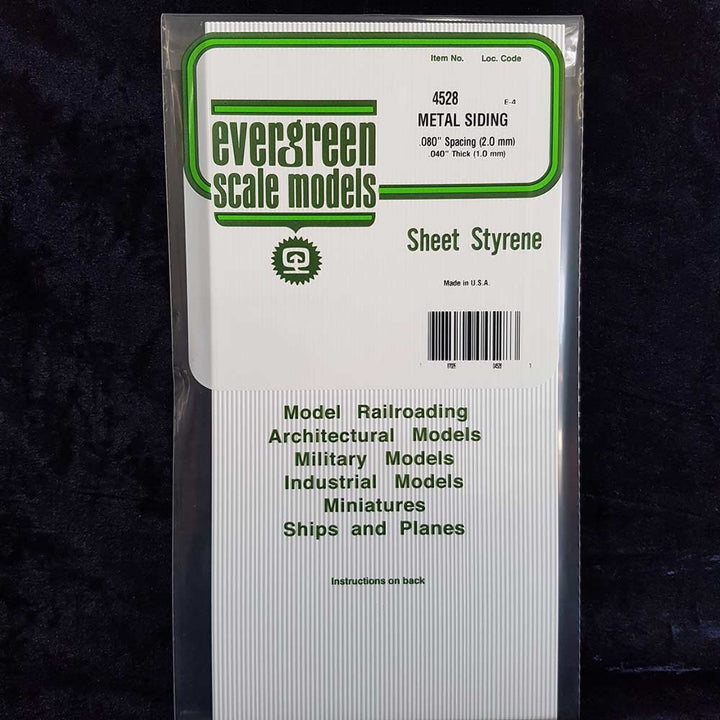 Item No. Loc. Code
4528 E-4
METAL SIDING
.080" Spacing (2.0 mm)
.040" Thick (1.0 mm)
evergreen
scale models
Sheet Styrene
Made in U.S.A.
Model Railroading
Architectural Models
Military Models
Industrial Models
Miniatures
Ships and Planes
Instructions on back